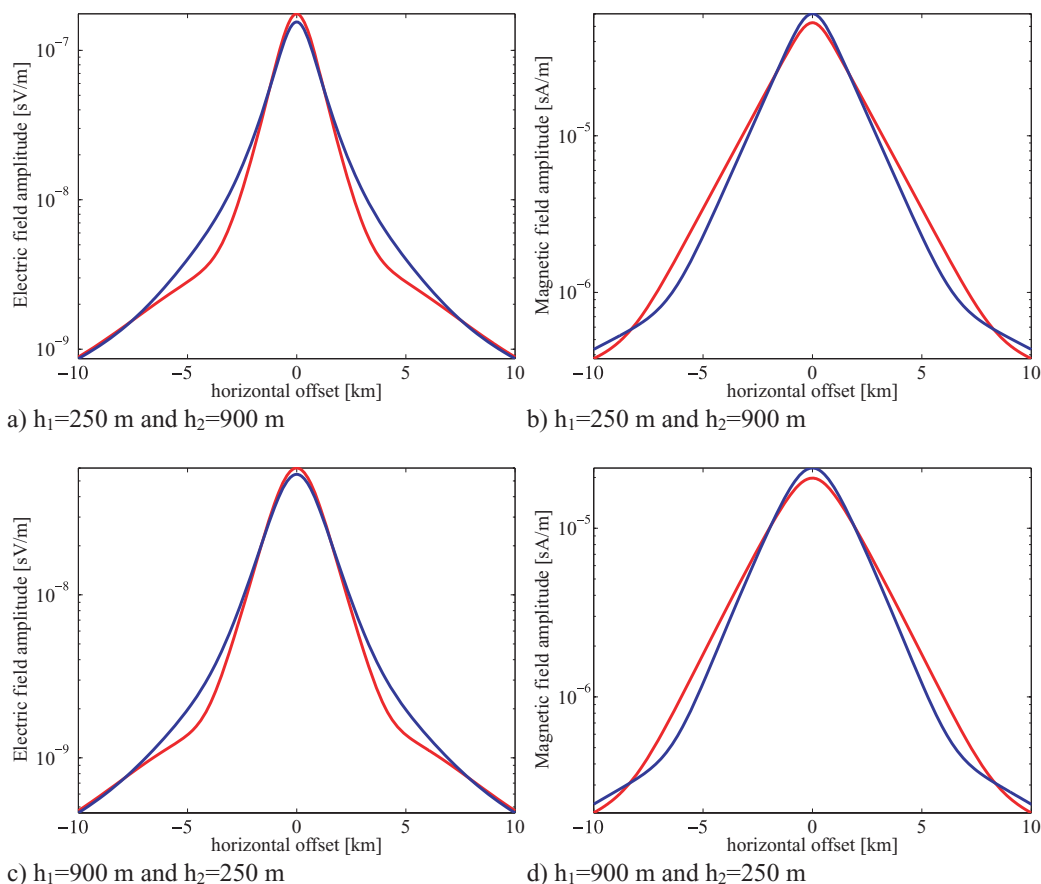 10⁻⁷
10⁻⁸
10⁻⁹
Electric field amplitude [sV/m]
−10 −5 0 5 10
horizontal offset [km]
a) h₁=250 m and h₂=900 m
10⁻⁵
10⁻⁶
Magnetic field amplitude [sA/m]
−10 −5 0 5 10
horizontal offset [km]
b) h₁=250 m and h₂=900 m
10⁻⁸
10⁻⁹
Electric field amplitude [sV/m]
−10 −5 0 5 10
horizontal offset [km]
c) h₁=900 m and h₂=250 m
10⁻⁵
10⁻⁶
Magnetic field amplitude [sA/m]
−10 −5 0 5 10
horizontal offset [km]
d) h₁=900 m and h₂=250 m